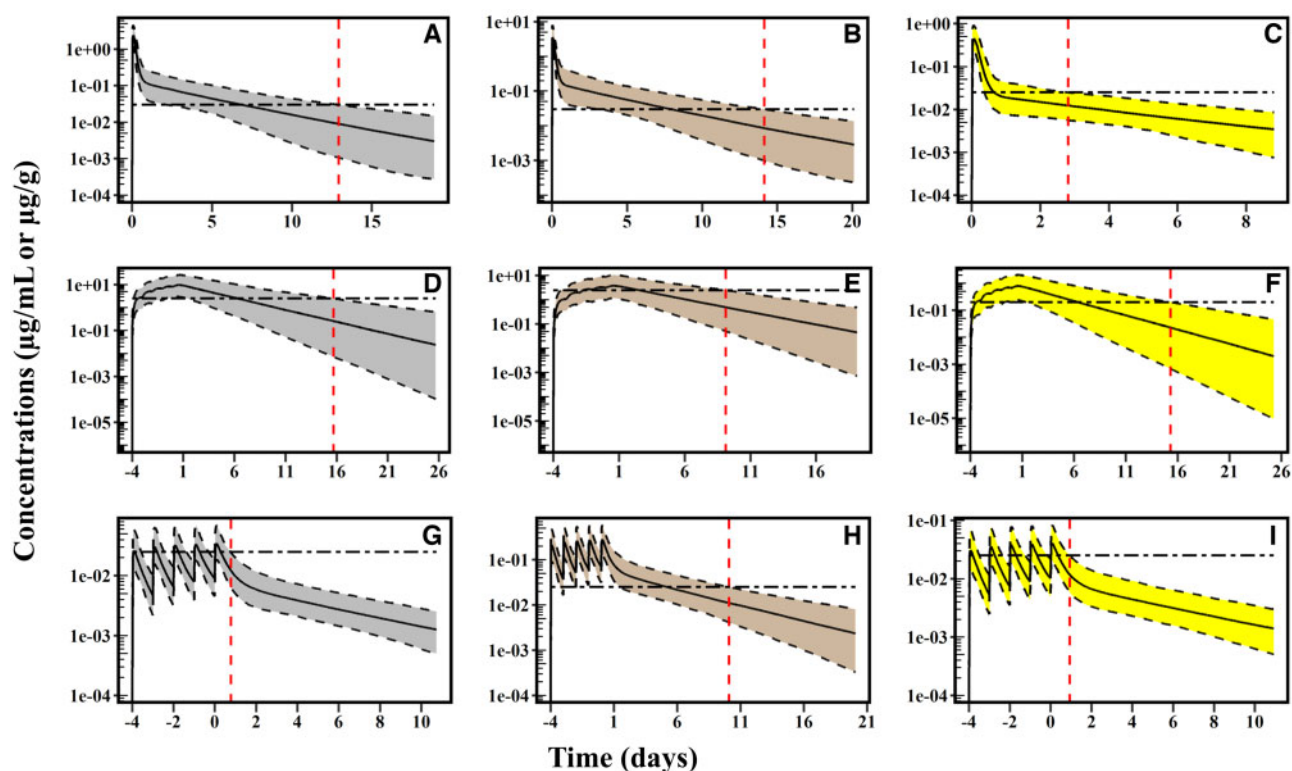 Concentrations (µg/mL or µg/g)
A
1e+00
1e-01
1e-02
1e-03
1e-04
0 5 10 15
B
1e+01
1e-01
1e-03
0 5 10 15 20
C
1e+00
1e-01
1e-02
1e-03
1e-04
0 2 4 6 8
D
1e+01
1e-01
1e-03
1e-05
-4 1 6 11 16 21 26
E
1e+01
1e-01
1e-03
1e-05
-4 1 6 11 16
F
1e+01
1e-01
1e-03
1e-05
-4 1 6 11 16 21 26
G
1e-02
1e-03
1e-04
-4 -2 0 2 4 6 8 10
H
1e-01
1e-02
1e-03
1e-04
-4 1 6 11 16 21
I
1e-01
1e-02
1e-03
1e-04
-4 -2 0 2 4 6 8 10
Time (days)